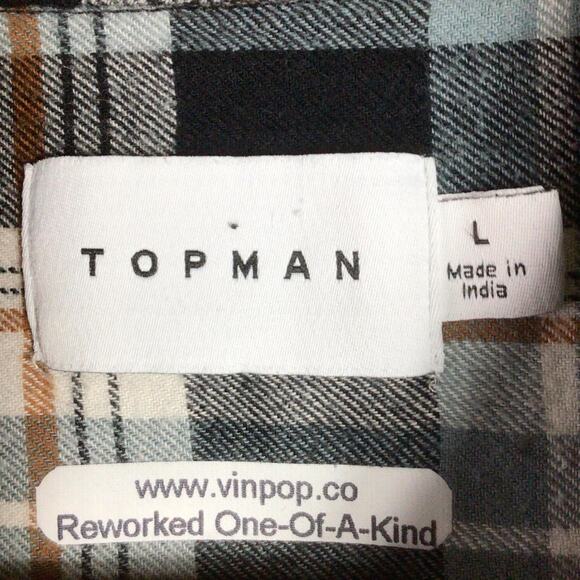 TOPMAN
L
Made in
India
www.vinpop.co
Reworked One-Of-A-Kind